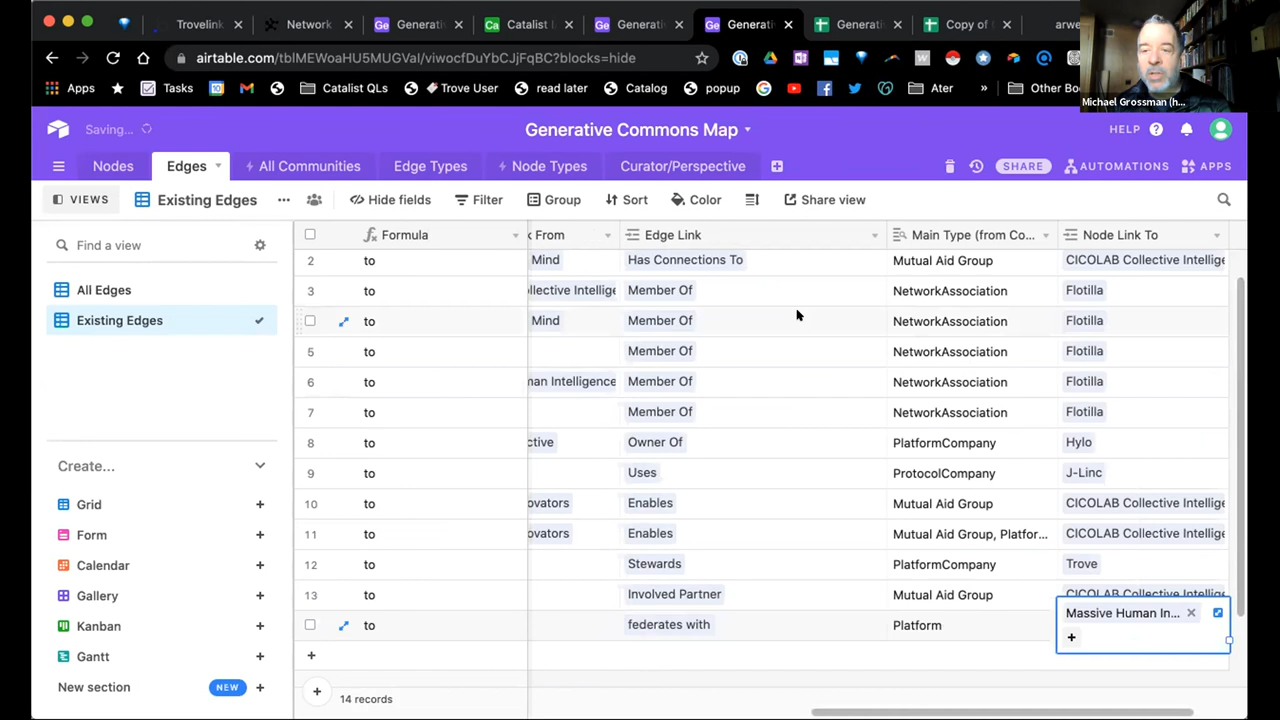 Trovelink
Network
Generati
Catalist L
Generati
Generati
Generati
Copy of
arwe
airtable.com/tblMEWoaHU5MUGVal/viwocfDuYbCJjFqBC?blocks=hide
Apps
Tasks
Catalist QLs
Trove User
read later
Catalog
popup
Ater
»
Other Bo
Michael Grossman (h...
Saving...
Generative Commons Map
HELP
Nodes
Edges
All Communities
Edge Types
Node Types
Curator/Perspective
SHARE
AUTOMATIONS
APPS
VIEWS
Existing Edges
Hide fields
Filter
Group
Sort
Color
Share view
Find a view
Formula
k From
Edge Link
Main Type (from Co...
Node Link To
2 to Mind Has Connections To Mutual Aid Group CICOLAB Collective Intellige
All Edges
3 to ollective Intellige Member Of NetworkAssociation Flotilla
Existing Edges
to Mind Member Of NetworkAssociation Flotilla
5 to Member Of NetworkAssociation Flotilla
6 to man Intelligence Member Of NetworkAssociation Flotilla
7 to Member Of NetworkAssociation Flotilla
8 to ctive Owner Of PlatformCompany Hylo
Create...
9 to Uses ProtocolCompany J-Linc
Grid
10 to ovators Enables Mutual Aid Group CICOLAB Collective Intellige
Form
11 to ovators Enables Mutual Aid Group, Platfor... CICOLAB Collective Intellige
Calendar
12 to Stewards PlatformCompany Trove
Gallery
13 to Involved Partner Mutual Aid Group CICOLAB Collective Intellige
Kanban
to federates with Platform Massive Human In...
Gantt
New section NEW
14 records